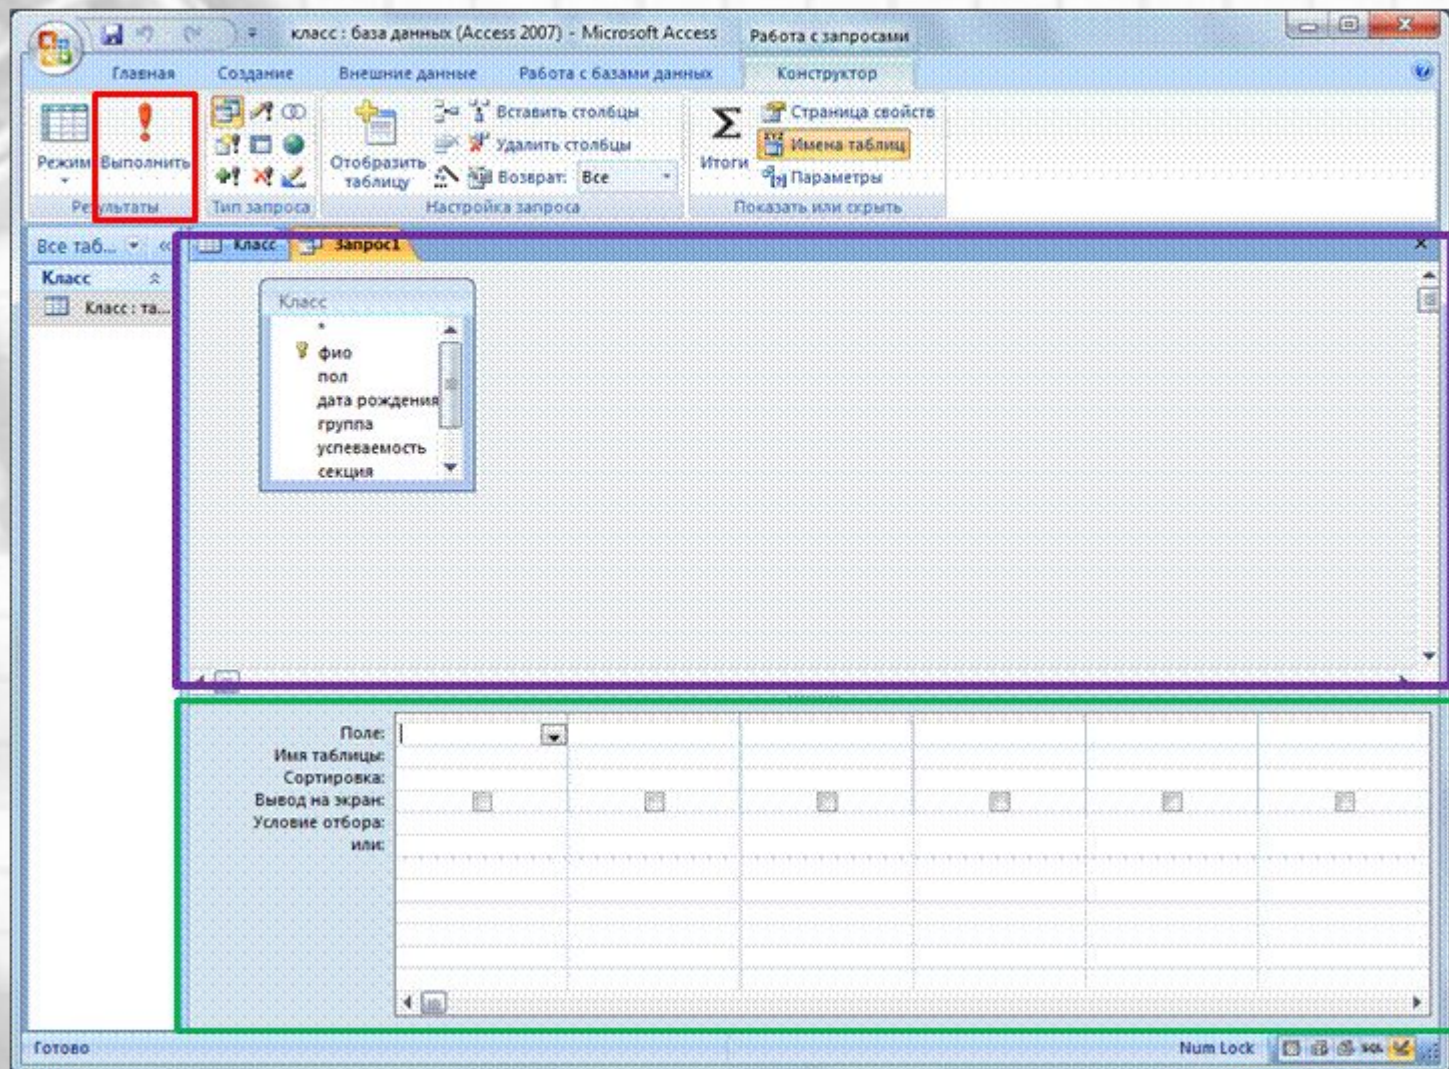 класс : база данных (Access 2007) - Microsoft Access
Работа с запросами
Главная Создание Внешние данные Работа с базами данных Конструктор
Режим
Выполнить
Результаты
Тип запроса
Отобразить таблицу
Вставить столбцы
Удалить столбцы
Возврат: Все
Настройка запроса
Итоги
Страница свойств
Имена таблиц
Параметры
Показать или скрыть
Все таб...
Класс
Класс : та...
Класс Запрос1
Класс
*
фио
пол
дата рождения
группа
успеваемость
секция
Поле:
Имя таблицы:
Сортировка:
Вывод на экран:
Условие отбора:
или:
Готово
Num Lock
SQL